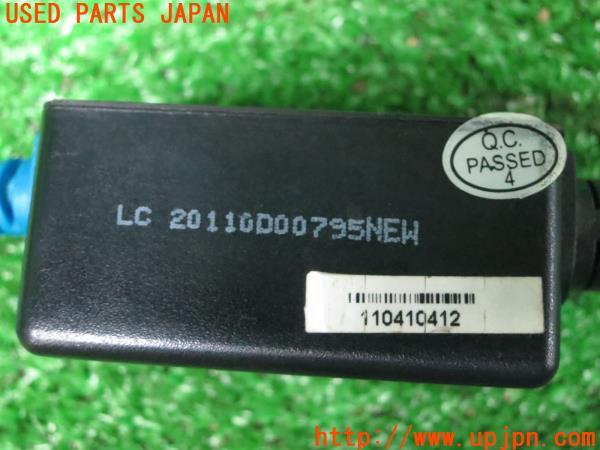 USED PARTS JAPAN
Q.C.
PASSED
4
LC 20110D00795NEW
110410412
http://www.upjpn.com